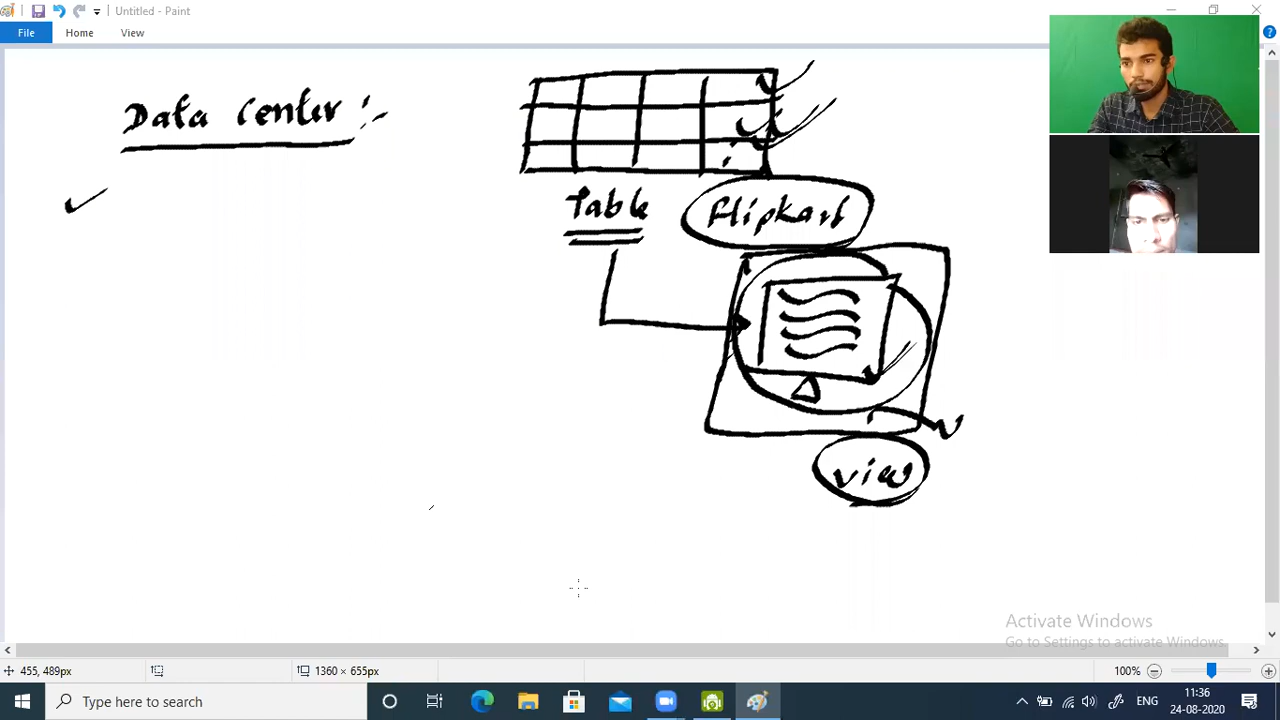 Untitled - Paint
File Home View
Data Center :-
Table
Flipkart
view
Activate Windows
Go to Settings to activate Windows.
455, 489px
1360 × 655px
100%
Type here to search
ENG
11:36
24-08-2020